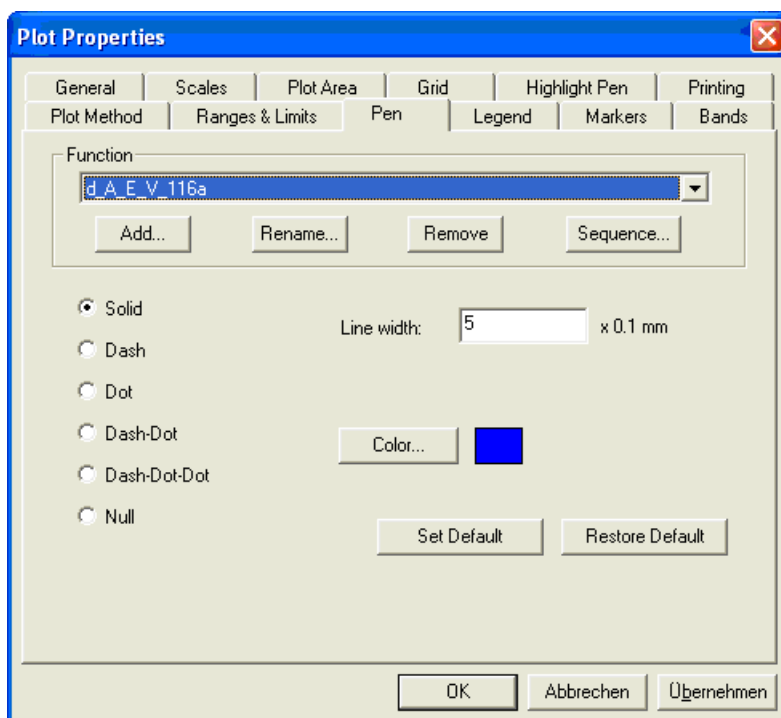 Plot Properties
General Scales Plot Area Grid Highlight Pen Printing
Plot Method Ranges & Limits Pen Legend Markers Bands
Function
d_A_E_V_116a
Add... Rename... Remove Sequence...
Solid
Line width: 5 x 0.1 mm
Dash
Dot
Dash-Dot
Color...
Dash-Dot-Dot
Null
Set Default Restore Default
OK Abbrechen Übernehmen